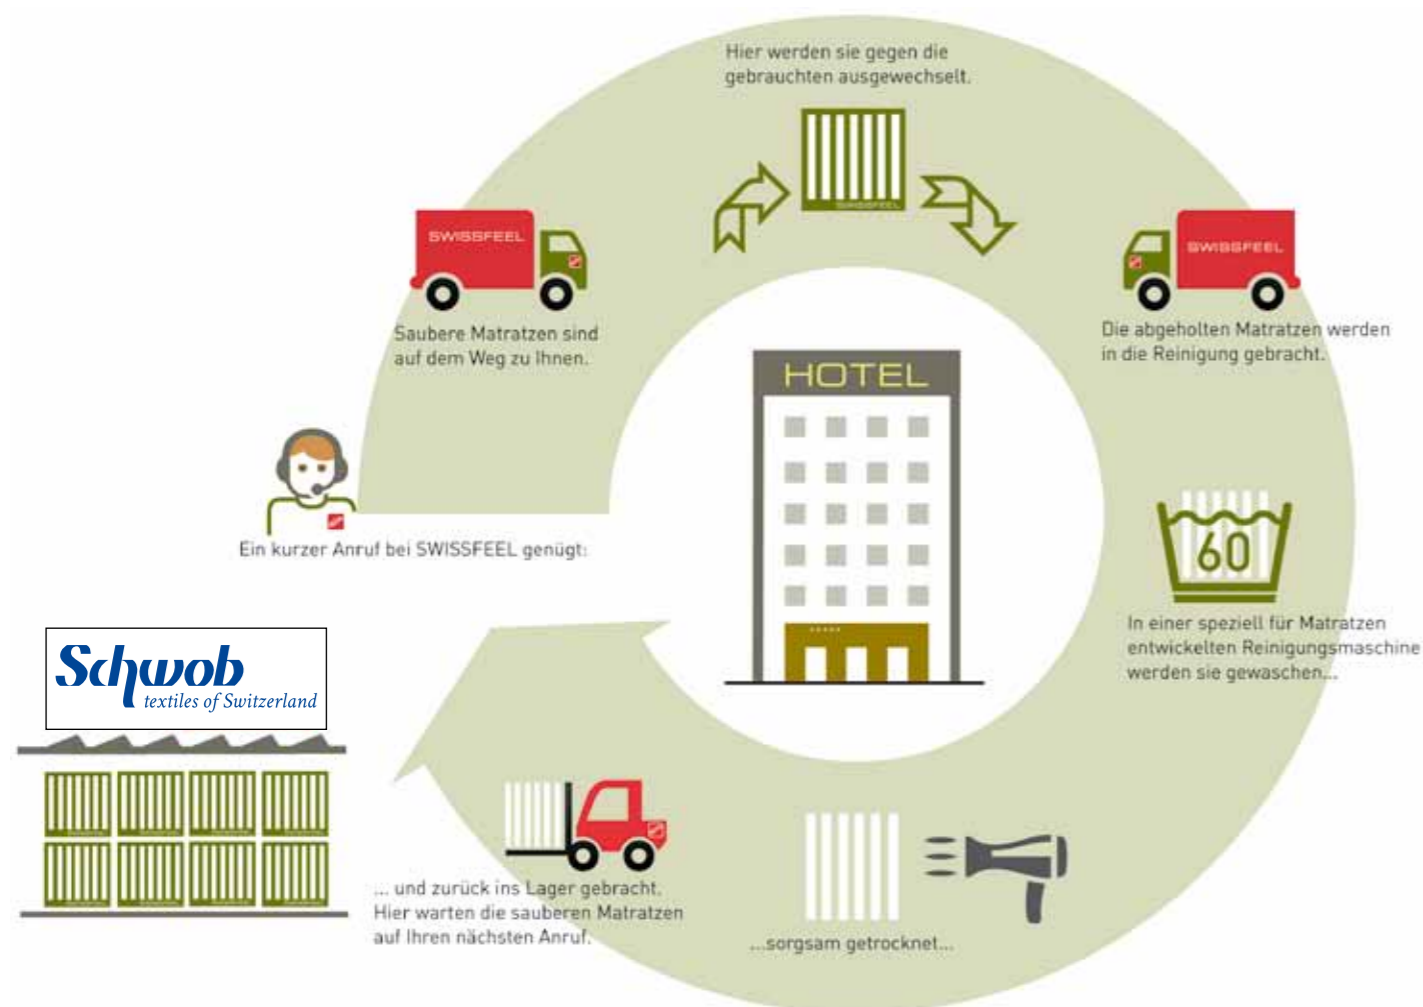 Ein kurzer Anruf bei SWISSFEEL genügt:
SWISSFEEL
Saubere Matratzen sind
auf dem Weg zu Ihnen.
Hier werden sie gegen die
gebrauchten ausgewechselt.
SWISSFEEL
SWISSFEEL
Die abgeholten Matratzen werden
in die Reinigung gebracht.
HOTEL
60
In einer speziell für Matratzen
entwickelten Reinigungsmaschine
werden sie gewaschen...
...sorgsam getrocknet...
... und zurück ins Lager gebracht.
Hier warten die sauberen Matratzen
auf Ihren nächsten Anruf.
Schwob
textiles of Switzerland